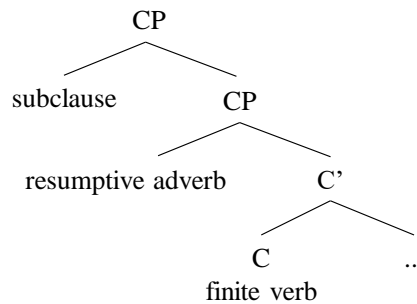 CP
subclause
CP
resumptive adverb
C’
C
...
finite verb